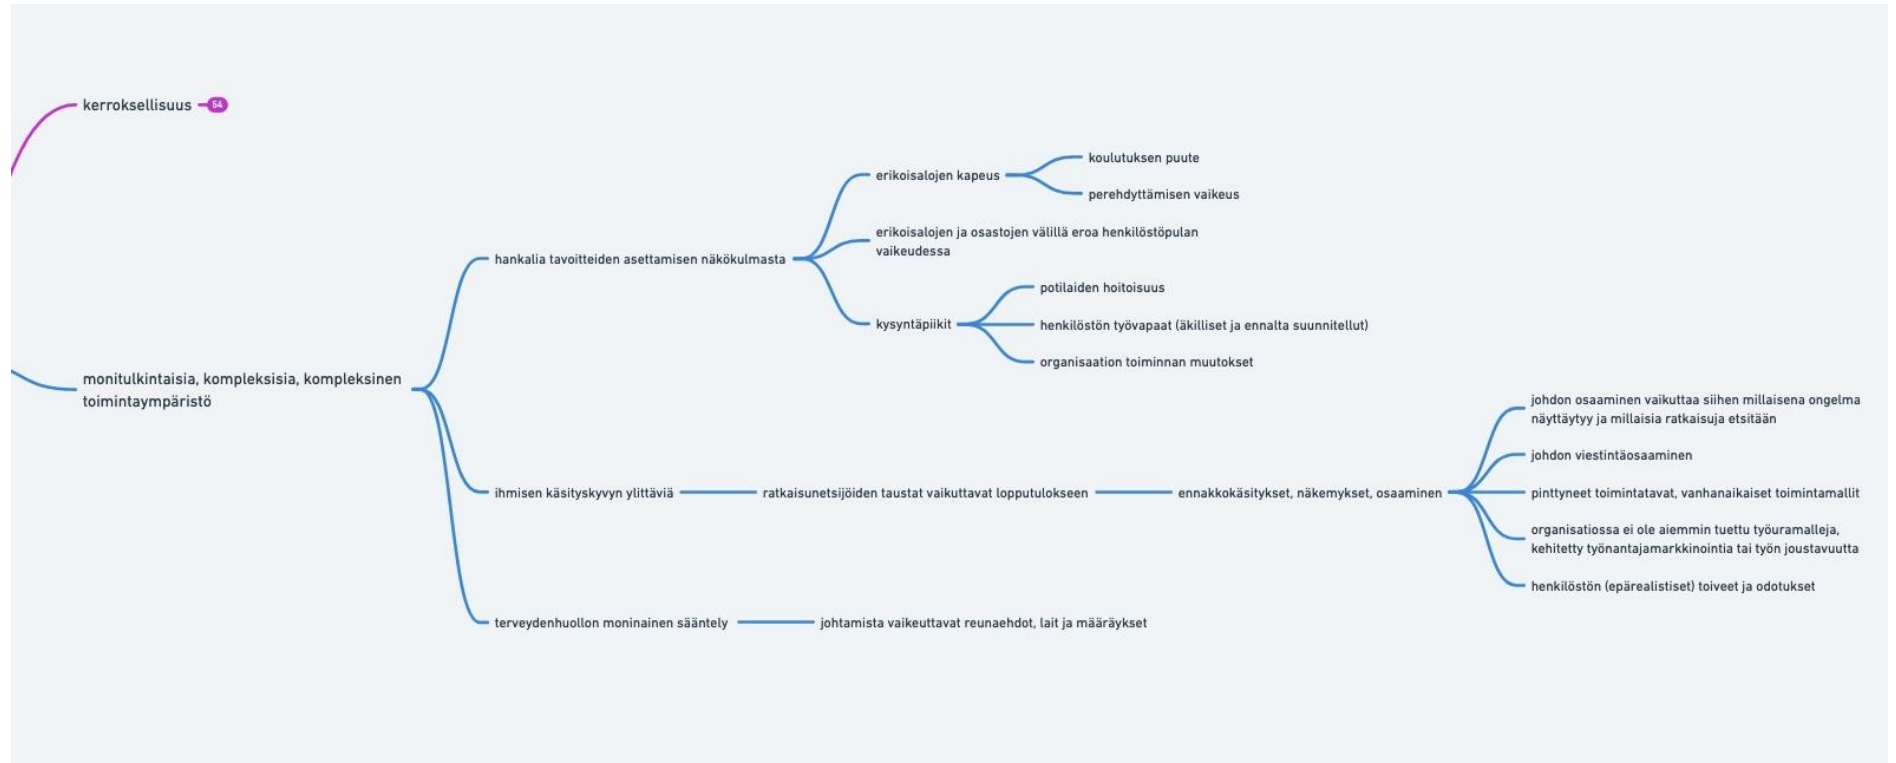 kerroksellisuus
54
monitulkintaisia, kompleksisia, kompleksinen
toimintaympäristö
hankalia tavoitteiden asettamisen näkökulmasta
erikoisalojen kapeus
koulutuksen puute
perehdyttämisen vaikeus
erikoisalojen ja osastojen välillä eroa henkilöstöpulan
vaikeudessa
kysyntäpiikit
potilaiden hoitoisuus
henkilöstön työvapaat (äkilliset ja ennalta suunnitellut)
organisaation toiminnan muutokset
ihmisen käsityskyvyn ylittäviä
ratkaisunetsijöiden taustat vaikuttavat lopputulokseen
ennakkokäsitykset, näkemykset, osaaminen
johdon osaaminen vaikuttaa siihen millaisena ongelma
näyttäytyy ja millaisia ratkaisuja etsitään
johdon viestintäosaaminen
pinttyneet toimintatavat, vanhanaikaiset toimintamallit
organisatiossa ei ole aiemmin tuettu työuramalleja,
kehitetty työnantajamarkkinointia tai työn joustavuutta
henkilöstön (epärealistiset) toiveet ja odotukset
terveydenhuollon moninainen sääntely
johtamista vaikeuttavat reunaehdot, lait ja määräykset